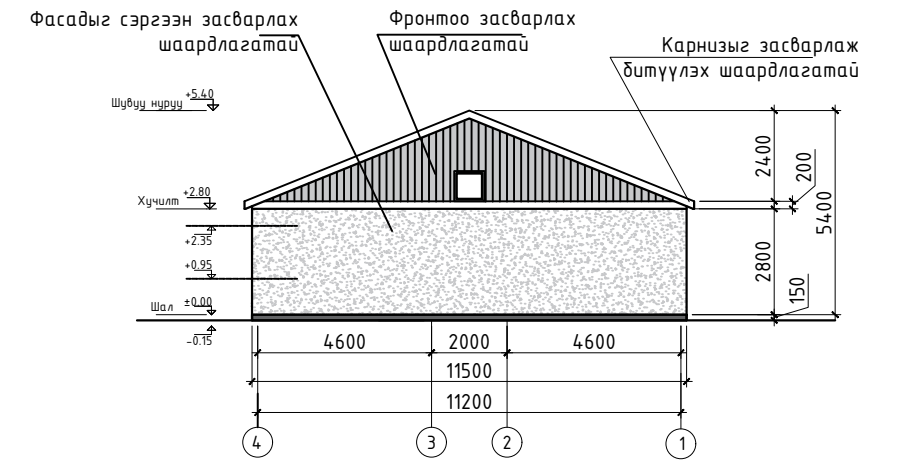 Фасадыг сэргээн засварлах
шаардлагатай
Фронтоо засварлах
шаардлагатай
Карнизыг засварлаж
битүүлэх шаардлагатай
Шувуу нуруу +5.40
Хучилт +2.80
+2.35
+0.95
Шал ±0.00
-0.15
2400
200
5400
2800
150
4600 2000 4600
11500
11200
4 3 2 1